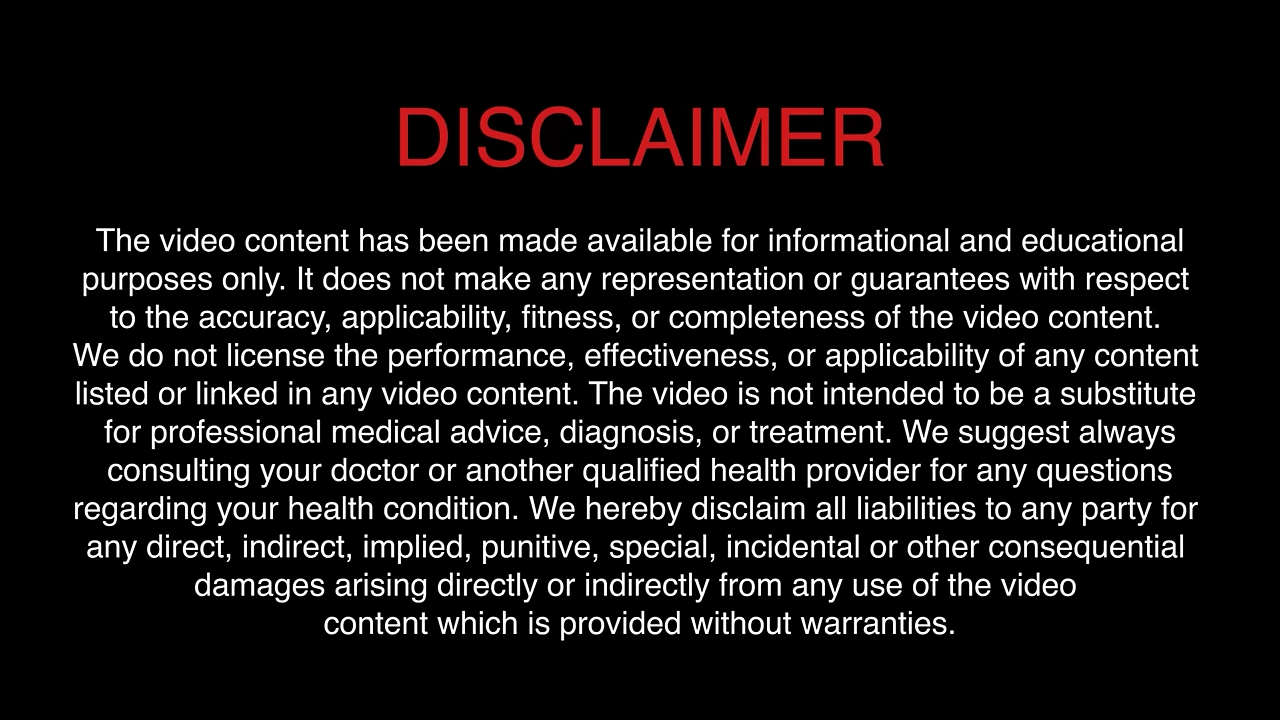 DISCLAIMER
The video content has been made available for informational and educational
purposes only. It does not make any representation or guarantees with respect
to the accuracy, applicability, fitness, or completeness of the video content.
We do not license the performance, effectiveness, or applicability of any content
listed or linked in any video content. The video is not intended to be a substitute
for professional medical advice, diagnosis, or treatment. We suggest always
consulting your doctor or another qualified health provider for any questions
regarding your health condition. We hereby disclaim all liabilities to any party for
any direct, indirect, implied, punitive, special, incidental or other consequential
damages arising directly or indirectly from any use of the video
content which is provided without warranties.